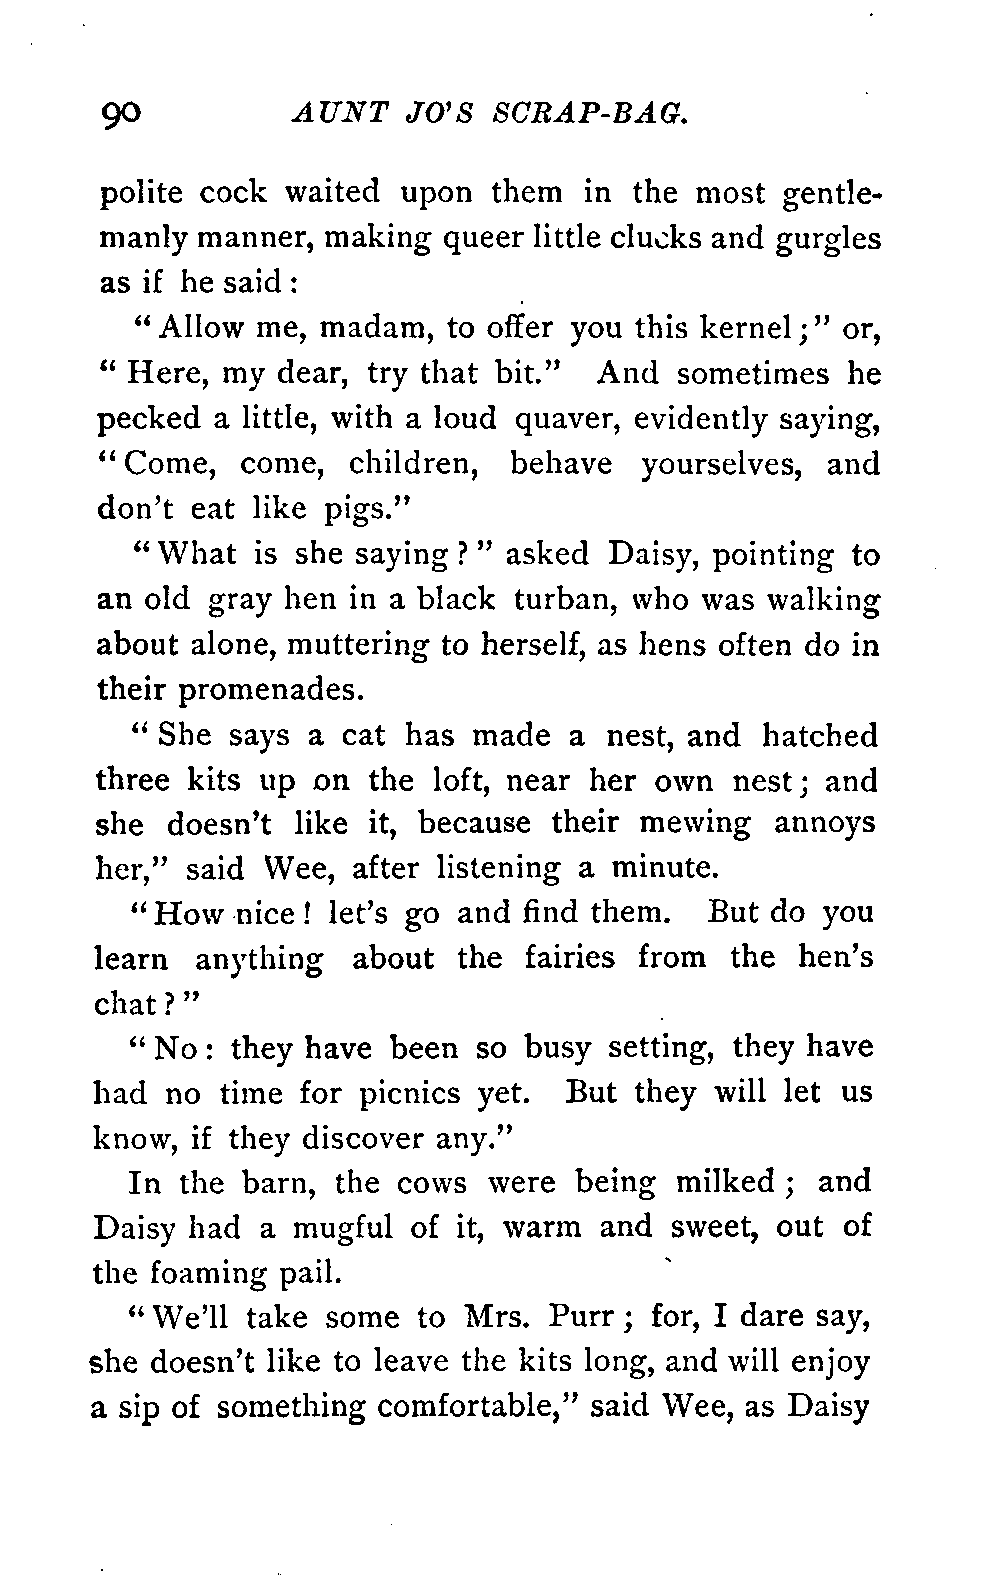 90 AUNT JO'S SCRAP-BAG.
polite cock waited upon them in the most gentle-
manly manner, making queer little clucks and gurgles
as if he said :
" Allow me, madam, to offer you this kernel ;" or,
" Here, my dear, try that bit." And sometimes he
pecked a little, with a loud quaver, evidently saying,
" Come, come, children, behave yourselves, and
don't eat like pigs."
" What is she saying ? " asked Daisy, pointing to
an old gray hen in a black turban, who was walking
about alone, muttering to herself, as hens often do in
their promenades.
" She says a cat has made a nest, and hatched
three kits up on the loft, near her own nest ; and
she doesn't like it, because their mewing annoys
her," said Wee, after listening a minute.
" How nice ! let's go and find them. But do you
learn anything about the fairies from the hen's
chat ? "
" No : they have been so busy setting, they have
had no time for picnics yet. But they will let us
know, if they discover any."
In the barn, the cows were being milked ; and
Daisy had a mugful of it, warm and sweet, out of
the foaming pail.
" We'll take some to Mrs. Purr ; for, I dare say,
she doesn't like to leave the kits long, and will enjoy
a sip of something comfortable," said Wee, as Daisy